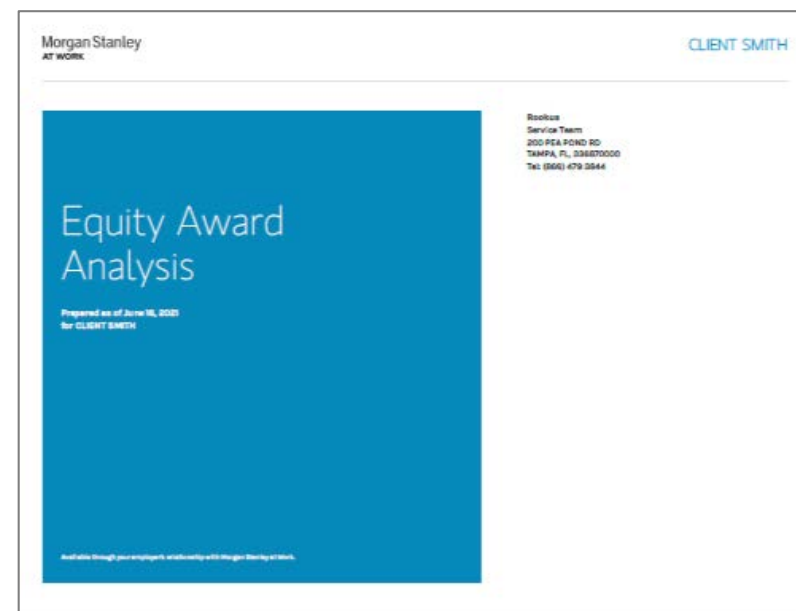 Morgan Stanley
AT WORK
CLIENT SMITH
Rookus
Service Team
200 PEA POND RD
TAMPA, FL, 336870000
Tel: (866) 479 3844
Equity Award
Analysis
Prepared as of June 16, 2021
for CLIENT SMITH
Available through your employer's relationship with Morgan Stanley at Work.